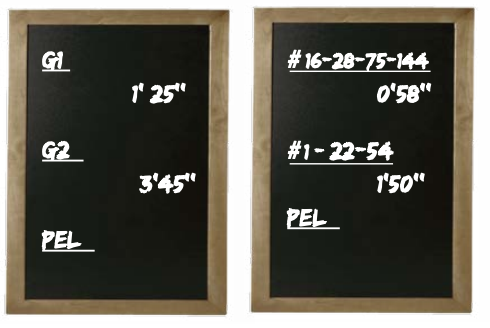 G1
1' 25"
G2
3'45"
PEL
# 16-28-75-144
0'58"
#1 - 22-54
1'50"
PEL